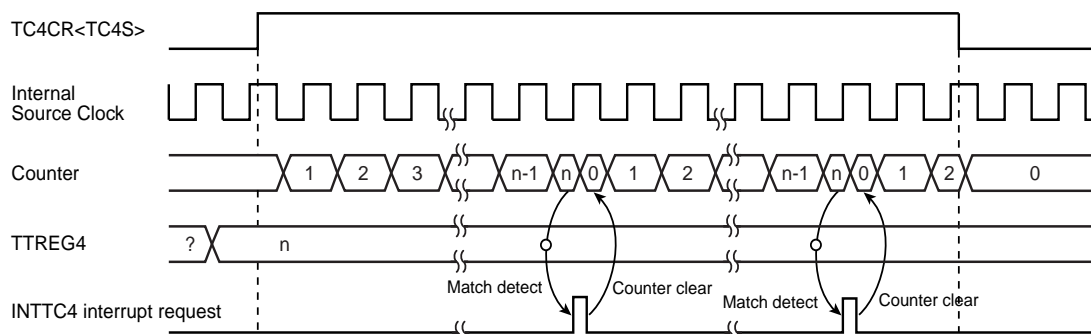 TC4CR<TC4S>
Internal
Source Clock
Counter
1 2 3 n-1 n 0 1 2 n-1 n 0 1 2 0
TTREG4
? n
Match detect Counter clear Match detect Counter clear
INTTC4 interrupt request